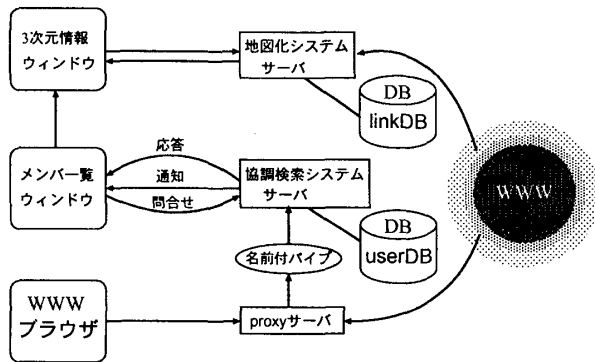 3次元情報
ウィンドウ
地図化システム
サーバ
DB
linkDB
WWW
メンバ一覧
ウィンドウ
応答
通知
問合せ
協調検索システム
サーバ
DB
userDB
名前付パイプ
WWW
ブラウザ
proxyサーバ